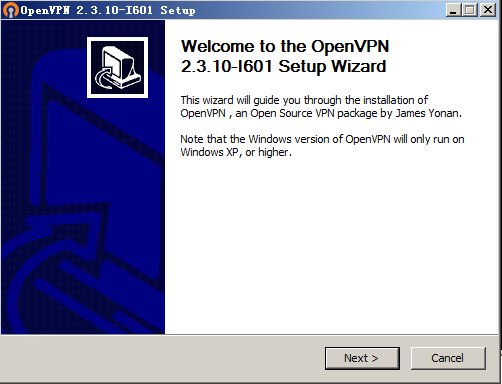 OpenVPN 2.3.10-I601 Setup
Welcome to the OpenVPN
2.3.10-I601 Setup Wizard
This wizard will guide you through the installation of
OpenVPN , an Open Source VPN package by James Yonan.
Note that the Windows version of OpenVPN will only run on
Windows XP, or higher.
Next >
Cancel